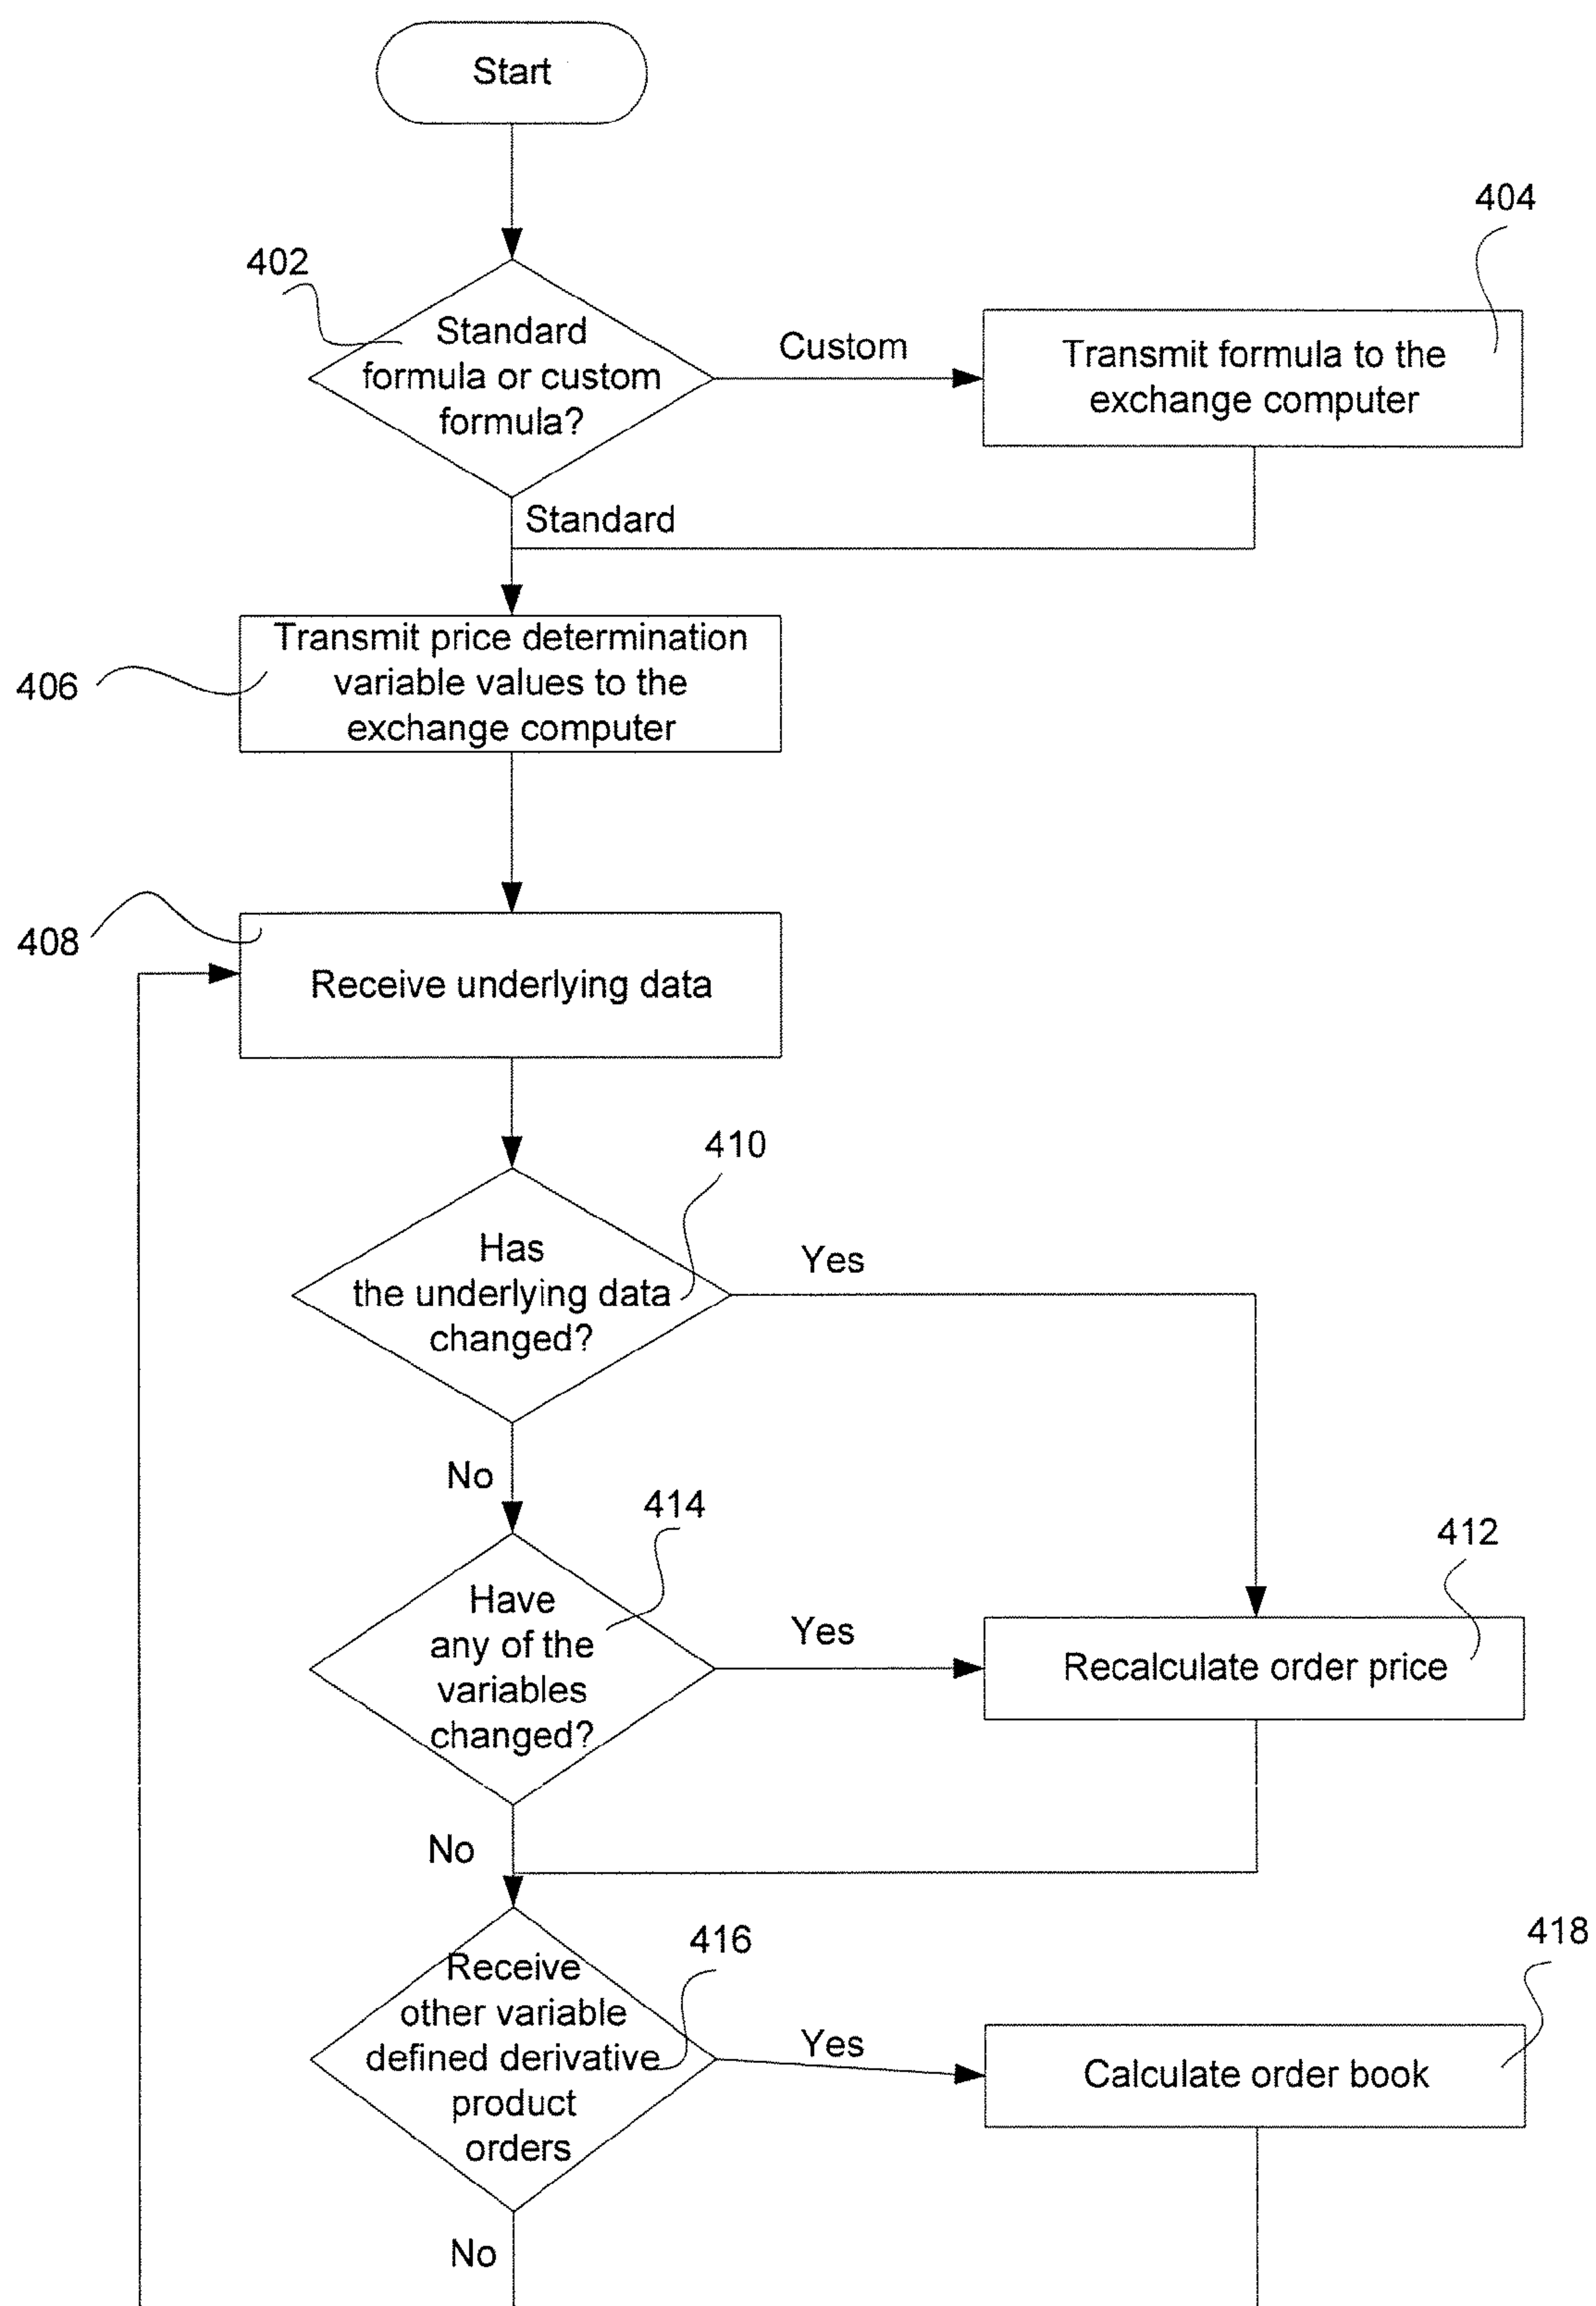 Start
404
402
Standard
formula or custom
formula?
Custom
Transmit formula to the
exchange computer
Standard
Transmit price determination
variable values to the
exchange computer
406
408
Receive underlying data
410
Has
the underlying data
changed?
Yes
No
414
412
Have
any of the
variables
changed?
Yes
Recalculate order price
No
416
418
Receive
other variable
defined derivative
product
orders
Yes
Calculate order book
No